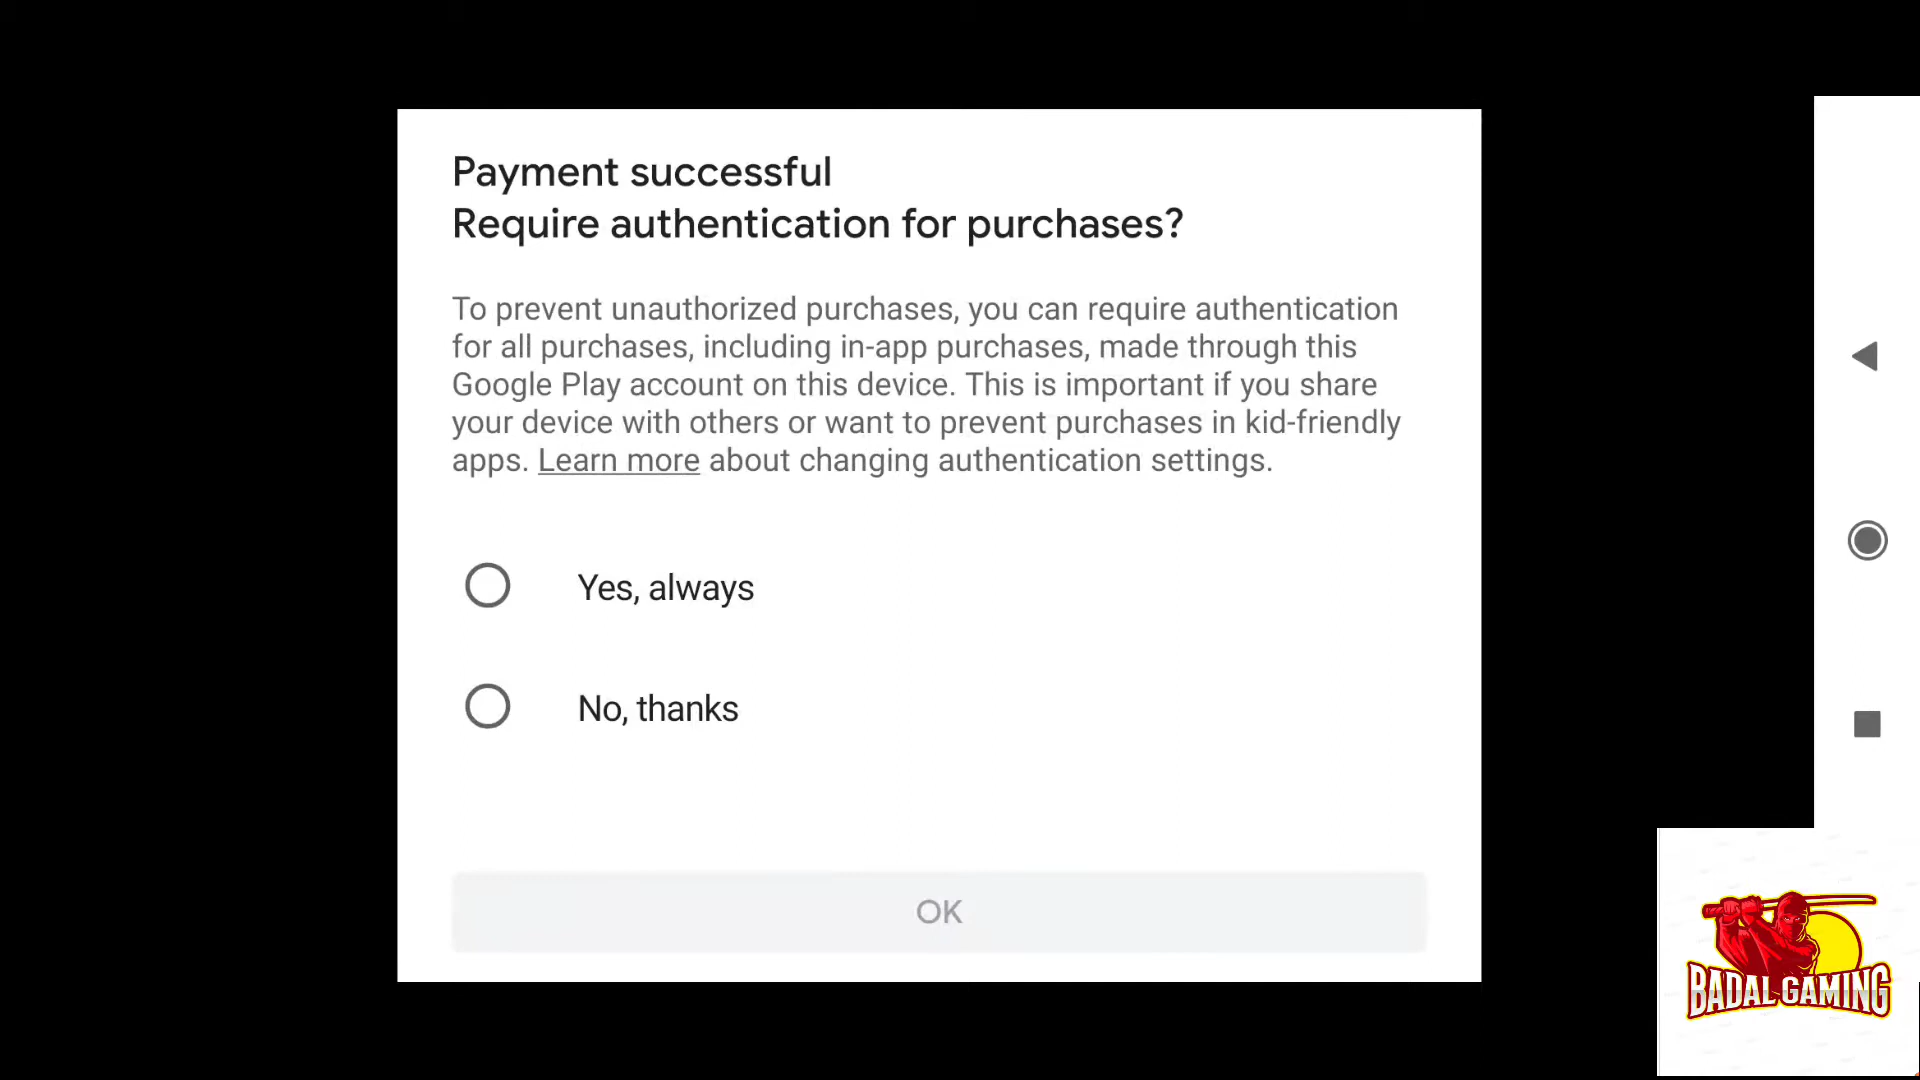 Payment successful
Require authentication for purchases?
To prevent unauthorized purchases, you can require authentication
for all purchases, including in-app purchases, made through this
Google Play account on this device. This is important if you share
your device with others or want to prevent purchases in kid-friendly
apps. Learn more about changing authentication settings.
Yes, always
No, thanks
OK
BADAL GAMING